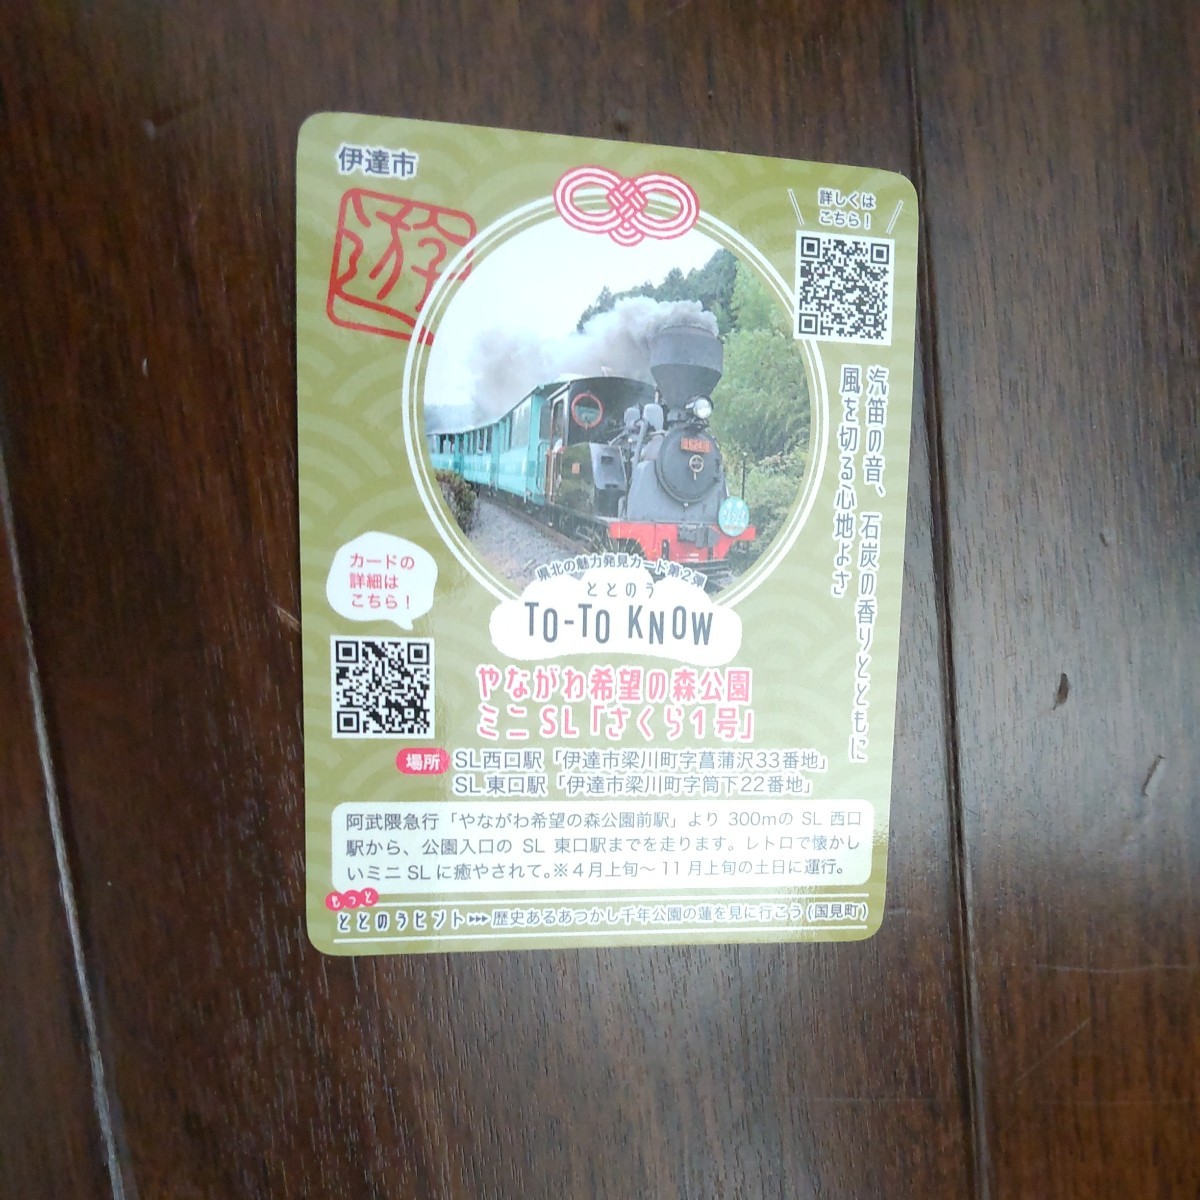 伊達市
遊
詳しくは
こちら！
汽笛の音、石炭の香りとともに
風を切る心地よさ
カードの
詳細は
こちら！
県北の魅力発見カード第2弾
ととのう
TO-TO KNOW
やながわ希望の森公園
ミニSL「さくら1号」
場所 SL西口駅「伊達市梁川町字菖蒲沢33番地」
SL東口駅「伊達市梁川町字筒下22番地」
阿武隈急行「やながわ希望の森公園前駅」より 300mの SL 西口
駅から、公園入口の SL 東口駅までを走ります。レトロで懐かし
いミニ SL に癒やされて。※4月上旬～11月上旬の土日に運行。
もっと
ととのうヒント 歴史あるあつかし千年公園の蓮を見に行こう(国見町)